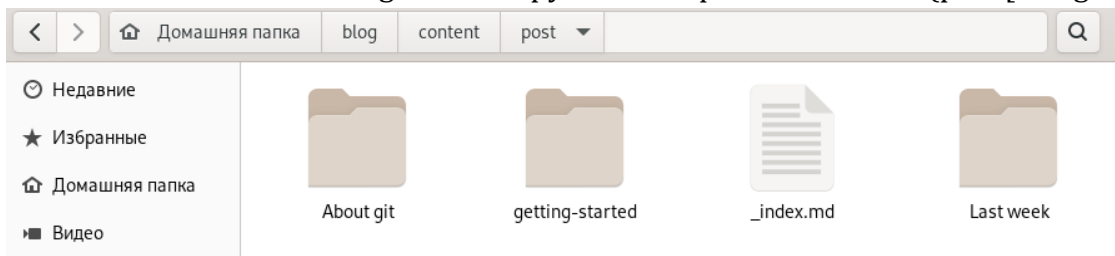 Домашняя папка blog content post
Недавние
Избранные
Домашняя папка
Видео
About git getting-started _index.md Last week